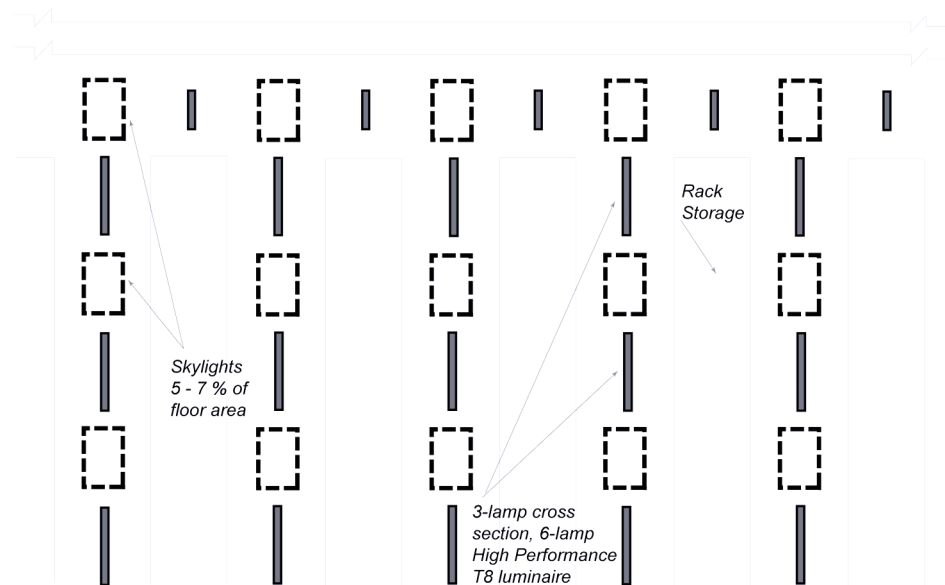 Rack
Storage
Skylights
5 - 7 % of
floor area
3-lamp cross
section, 6-lamp
High Performance
T8 luminaire